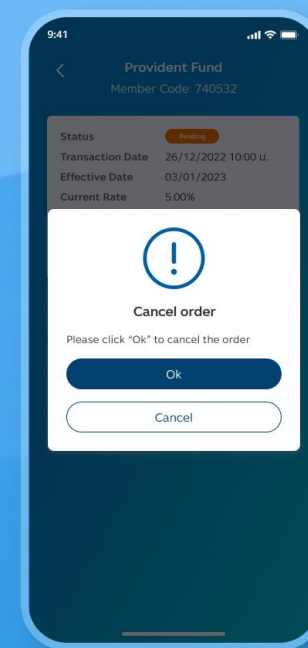 9:41
Provident Fund
Member Code: 740532
Status Pending
Transaction Date 26/12/2022 10:00 น.
Effective Date 03/01/2023
Current Rate 5.00%
Cancel order
Please click “Ok” to cancel the order
Ok
Cancel